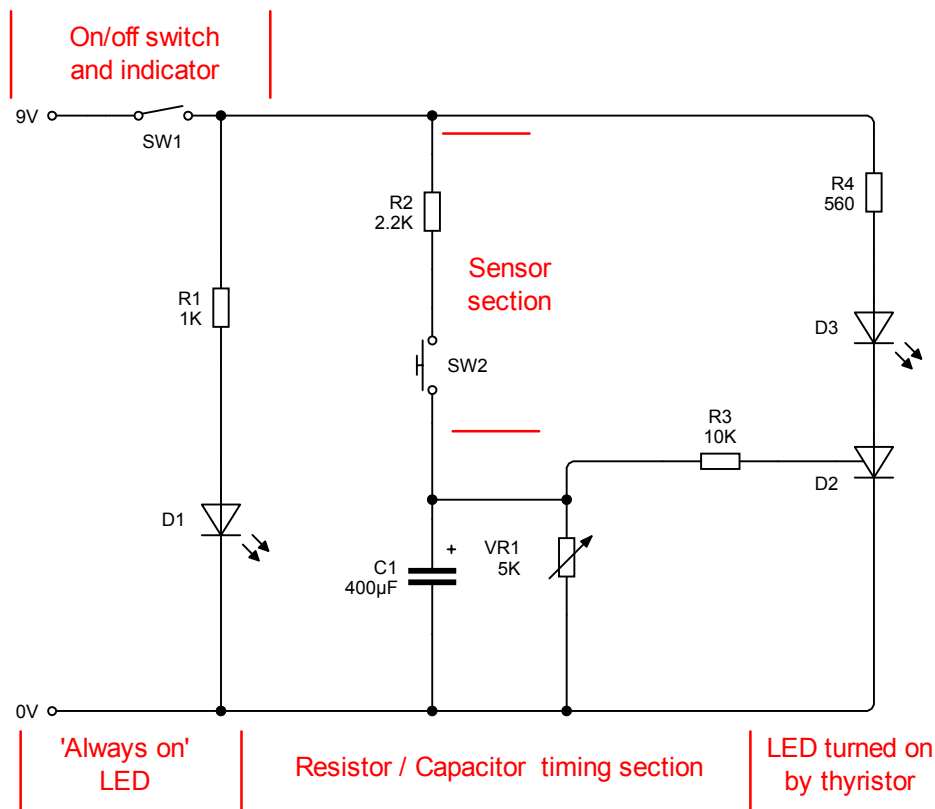 On/off switch
and indicator
9V
SW1
R2
2.2K
R4
560
Sensor
section
R1
1K
D3
SW2
R3
10K
D2
D1
+
VR1
5K
C1
400µF
0V
'Always on'
LED
Resistor / Capacitor timing section
LED turned on
by thyristor